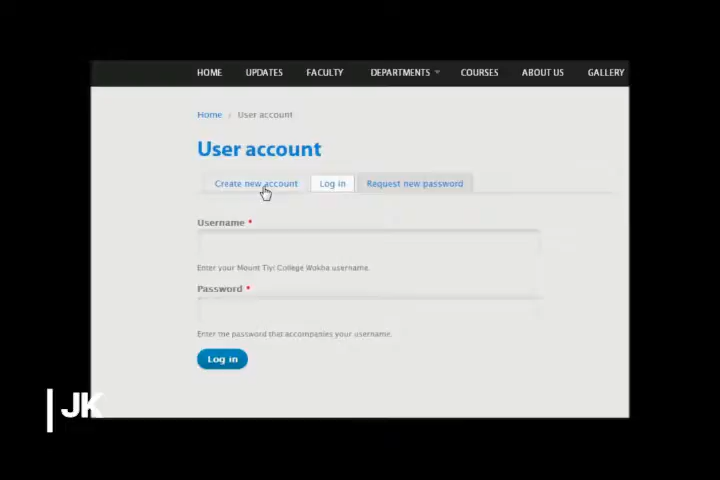 HOME UPDATES FACULTY DEPARTMENTS COURSES ABOUT US GALLERY
Home / User account
User account
Create new account Log in Request new password
Username *
Enter your Mount Tiyi College Wokha username.
Password *
Enter the password that accompanies your username.
Log in
JK